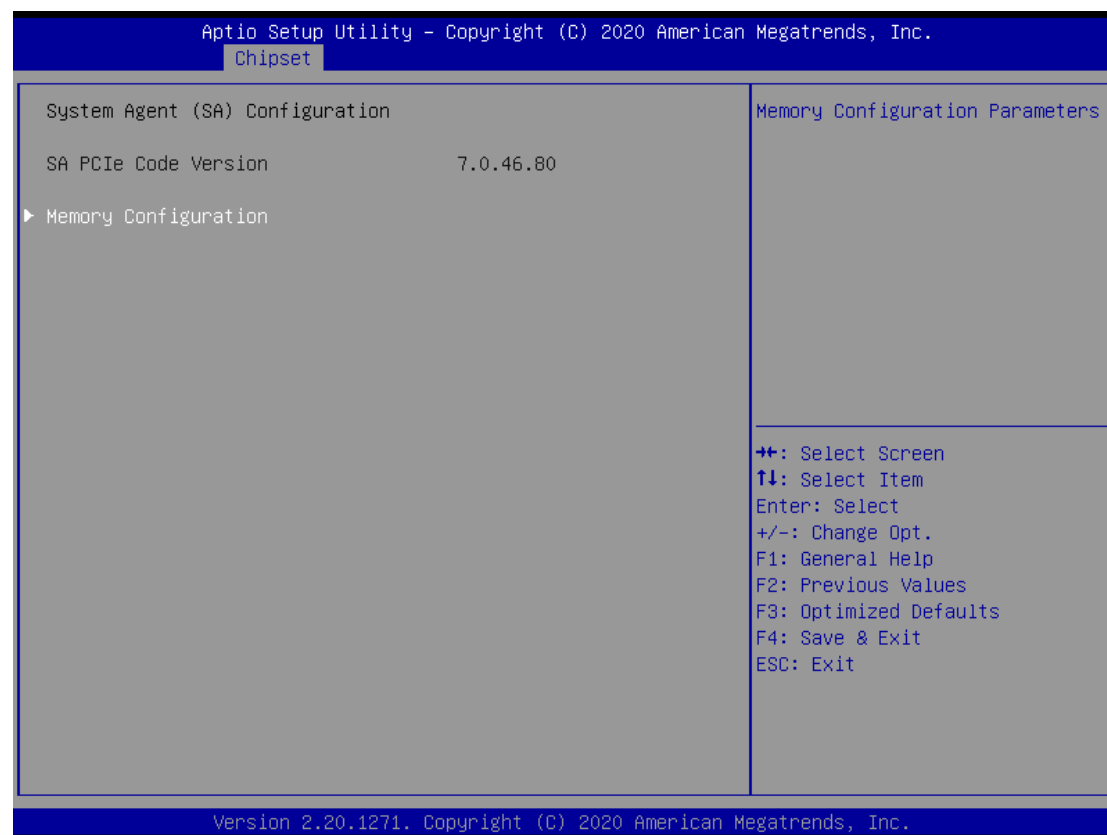 Aptio Setup Utility – Copyright (C) 2020 American Megatrends, Inc.
Chipset
System Agent (SA) Configuration
SA PCIe Code Version 7.0.46.80
▶ Memory Configuration
Memory Configuration Parameters
→←: Select Screen
↑↓: Select Item
Enter: Select
+/-: Change Opt.
F1: General Help
F2: Previous Values
F3: Optimized Defaults
F4: Save & Exit
ESC: Exit
Version 2.20.1271. Copyright (C) 2020 American Megatrends, Inc.